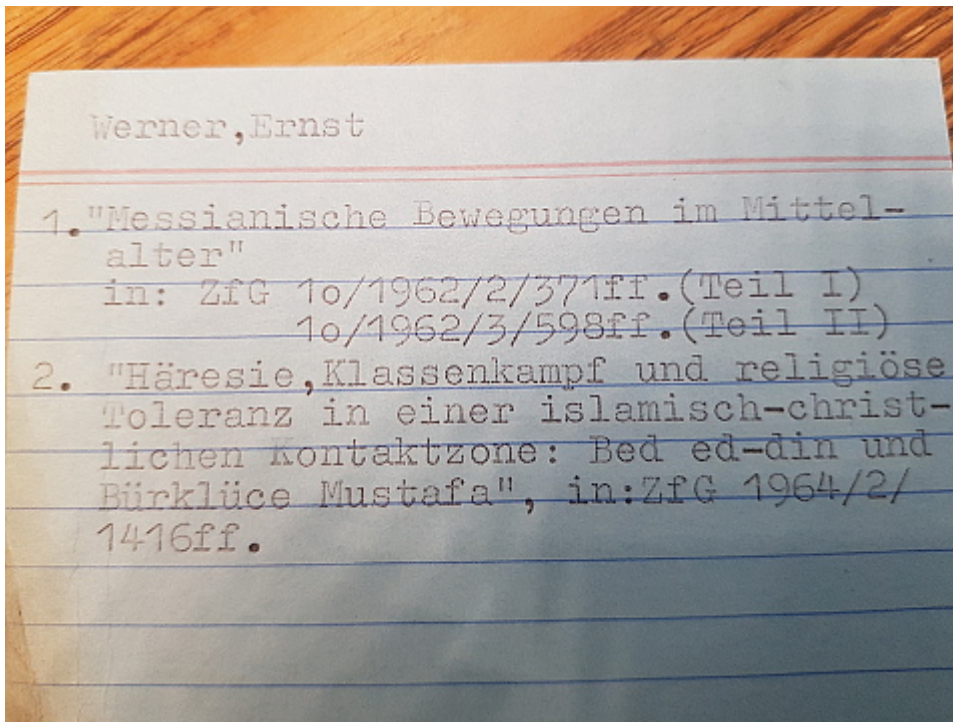 Werner,Ernst
1. "Messianische Bewegungen im Mittel-
alter"
in: ZfG 1o/1962/2/371ff.(Teil I)
1o/1962/3/598ff.(Teil II)
2. "Häresie,Klassenkampf und religiöse
Toleranz in einer islamisch-christ-
lichen Kontaktzone: Bed ed-din und
Bürklüce Mustafa", in:ZfG 1964/2/
1416ff.